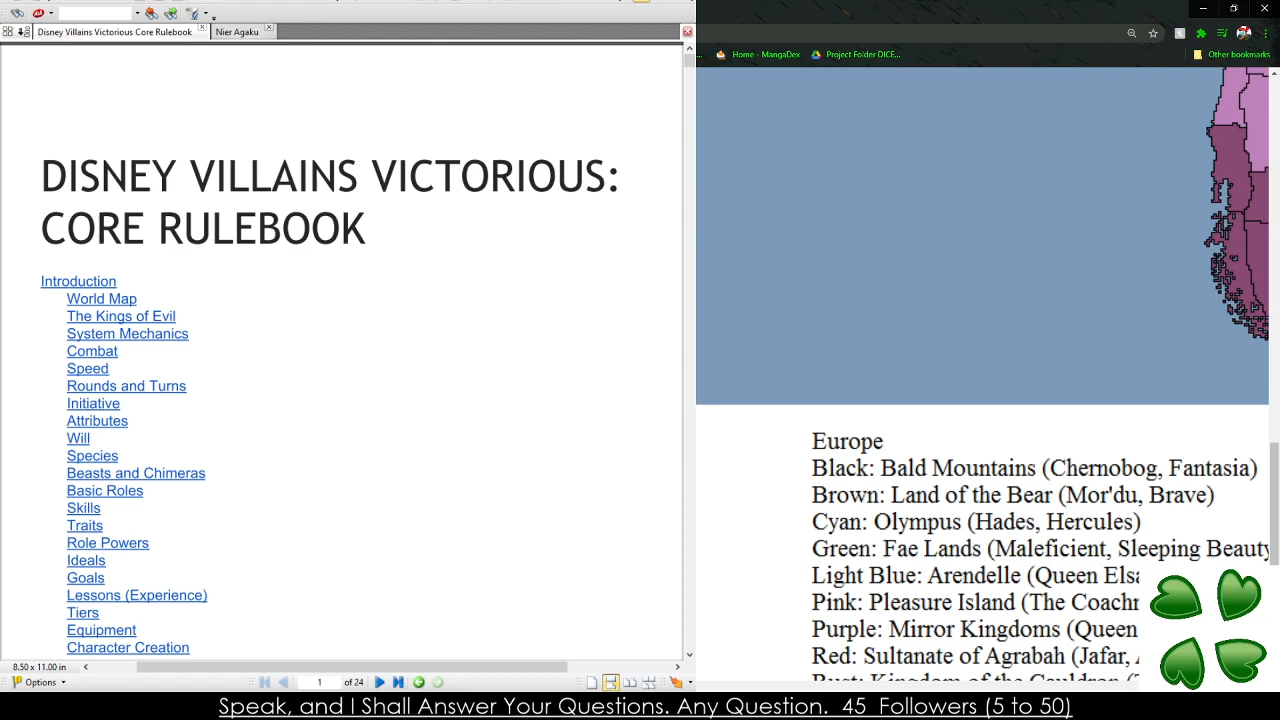 Disney Villains Victorious Core Rulebook
Nier Agaku
Home - MangaDex
Project Folder DICE...
Other bookmarks
DISNEY VILLAINS VICTORIOUS:
CORE RULEBOOK
Introduction
World Map
The Kings of Evil
System Mechanics
Combat
Speed
Rounds and Turns
Initiative
Attributes
Will
Species
Beasts and Chimeras
Basic Roles
Skills
Traits
Role Powers
Ideals
Goals
Lessons (Experience)
Tiers
Equipment
Character Creation
8.50 x 11.00 in
Options
1 of 24
Europe
Black: Bald Mountains (Chernobog, Fantasia)
Brown: Land of the Bear (Mor'du, Brave)
Cyan: Olympus (Hades, Hercules)
Green: Fae Lands (Maleficient, Sleeping Beauty
Light Blue: Arendelle (Queen Elsa
Pink: Pleasure Island (The Coachr
Purple: Mirror Kingdoms (Queen
Red: Sultanate of Agrabah (Jafar,
Rust: Kingdom of the Cauldron
Speak, and I Shall Answer Your Questions. Any Question. 45 Followers (5 to 50)